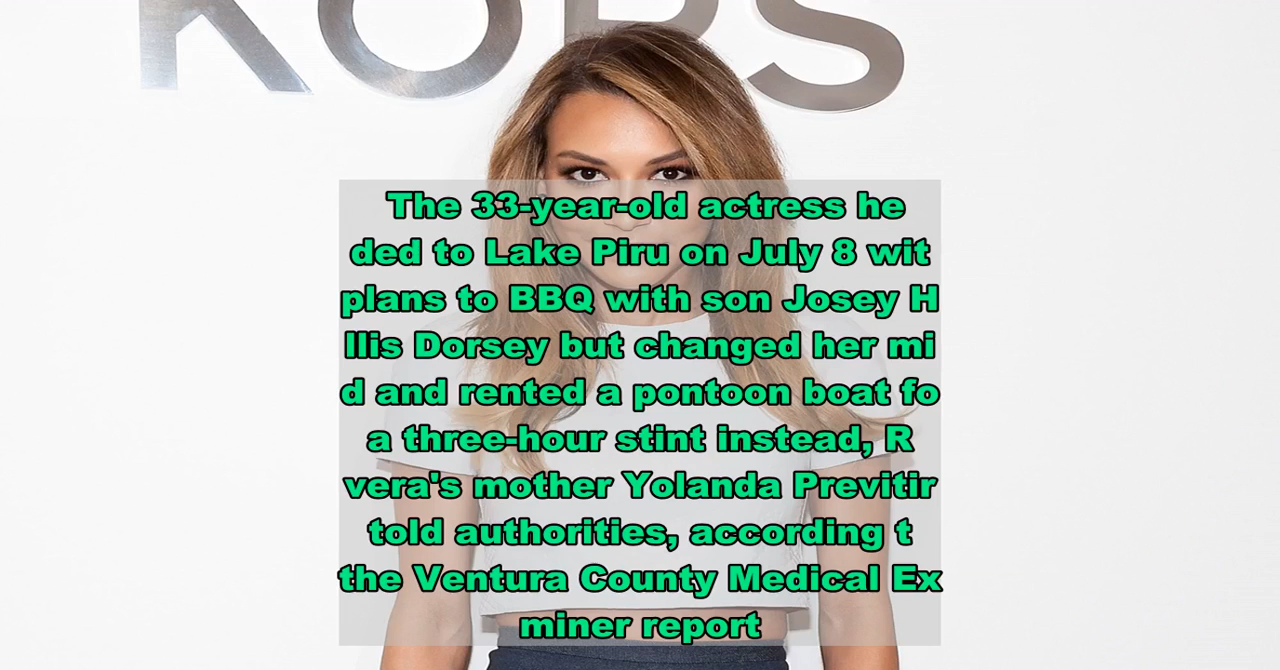 KORS
The 33-year-old actress he
ded to Lake Piru on July 8 wit
plans to BBQ with son Josey H
llis Dorsey but changed her mi
d and rented a pontoon boat fo
a three-hour stint instead, R
vera's mother Yolanda Previtir
told authorities, according t
the Ventura County Medical Ex
miner report